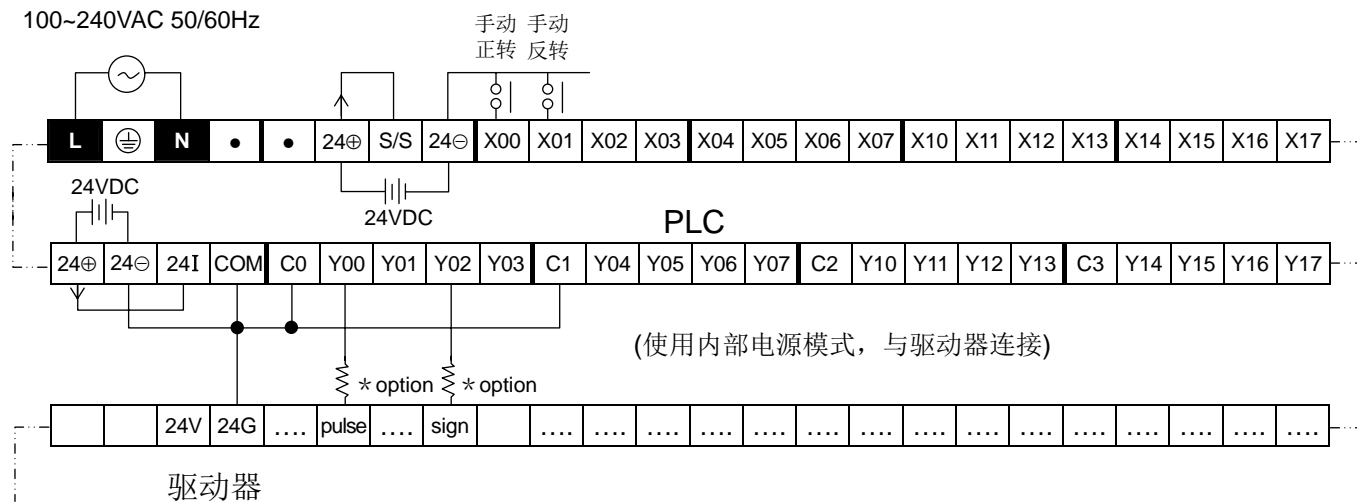 100~240VAC 50/60Hz
手动 手动
正转 反转
L N • • 24⊕ S/S 24⊖ X00 X01 X02 X03 X04 X05 X06 X07 X10 X11 X12 X13 X14 X15 X16 X17
24VDC
24VDC
PLC
24⊕ 24⊖ 24I COM C0 Y00 Y01 Y02 Y03 C1 Y04 Y05 Y06 Y07 C2 Y10 Y11 Y12 Y13 C3 Y14 Y15 Y16 Y17
(使用内部电源模式，与驱动器连接)
＊option ＊option
24V 24G .... pulse .... sign .... .... .... .... .... .... .... .... .... .... .... .... .... .... ....
驱动器